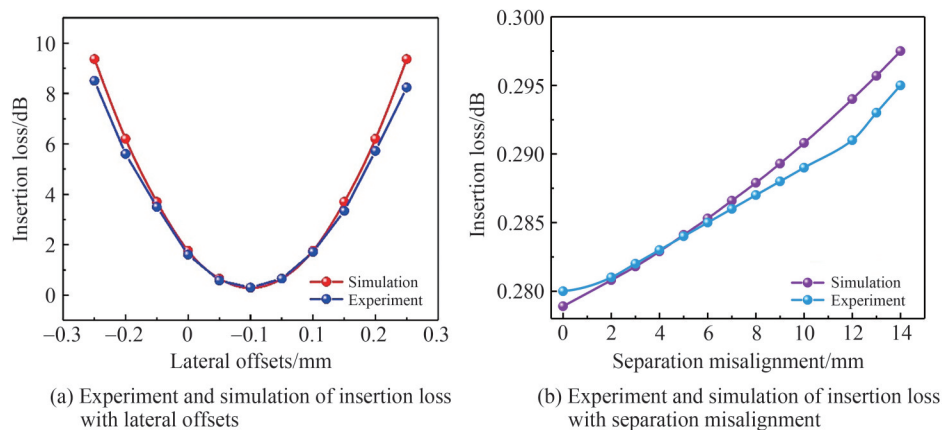 10
8
6
4
2
0
Insertion loss/dB
Simulation
Experiment
−0.3 −0.2 0 −0.1 0.1 0.2 0.3
Lateral offsets/mm
(a) Experiment and simulation of insertion loss
with lateral offsets
0.300
0.295
0.290
0.285
0.280
Insertion loss/dB
Simulation
Experiment
0 2 4 6 8 10 12 14
Separation misalignment/mm
(b) Experiment and simulation of insertion loss
with separation misalignment